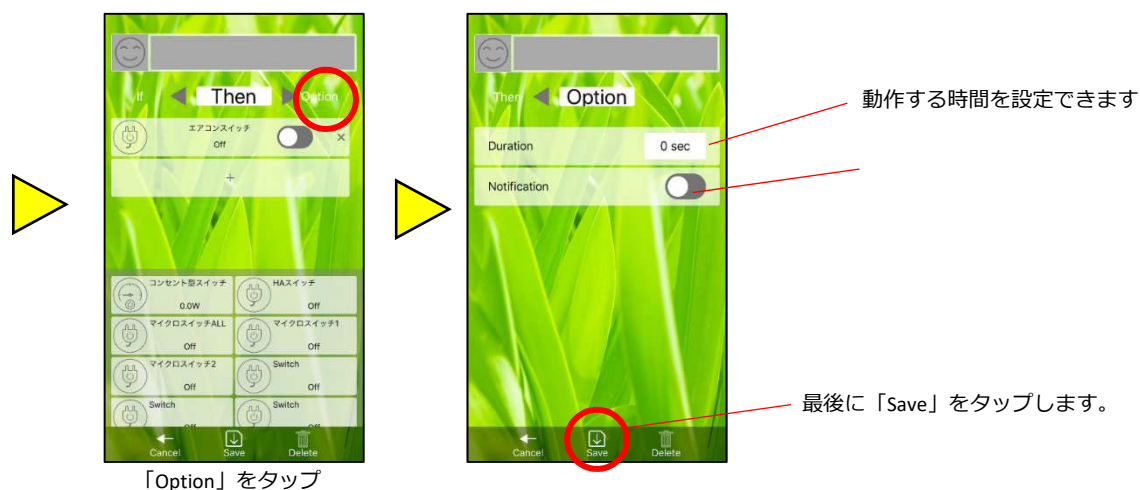 If
Then
Option
エアコンスイッチ
Off
×
+
コンセント型スイッチ
0.0W
HAスイッチ
Off
マイクロスイッチALL
Off
マイクロスイッチ1
Off
マイクロスイッチ2
Off
Switch
Off
Switch
Off
Switch
Off
Cancel
Save
Delete
「Option」をタップ
Then
Option
Duration
0 sec
Notification
Cancel
Save
Delete
動作する時間を設定できます
最後に「Save」をタップします。